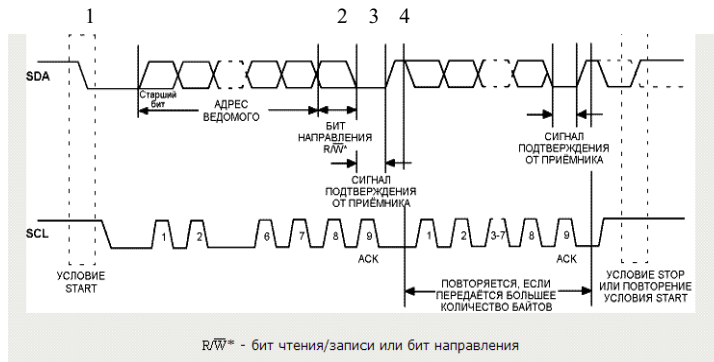 1 2 3 4
SDA
Старший
бит
АДРЕС
ВЕДОМОГО
БИТ
НАПРАВЛЕНИЯ
R/W*
СИГНАЛ
ПОДТВЕРЖДЕНИЯ
ОТ ПРИЁМНИКА
СИГНАЛ
ПОДТВЕРЖДЕНИЯ
ОТ ПРИЁМНИКА
SCL
1 2 6 7 8 9 1 2 3-7 8 9
ACK ACK
УСЛОВИЕ
START
ПОВТОРЯЕТСЯ, ЕСЛИ
ПЕРЕДАЁТСЯ БОЛЬШЕЕ
КОЛИЧЕСТВО БАЙТОВ
УСЛОВИЕ STOP
ИЛИ ПОВТОРЕНИЕ
УСЛОВИЯ START
R/W* - бит чтения/записи или бит направления